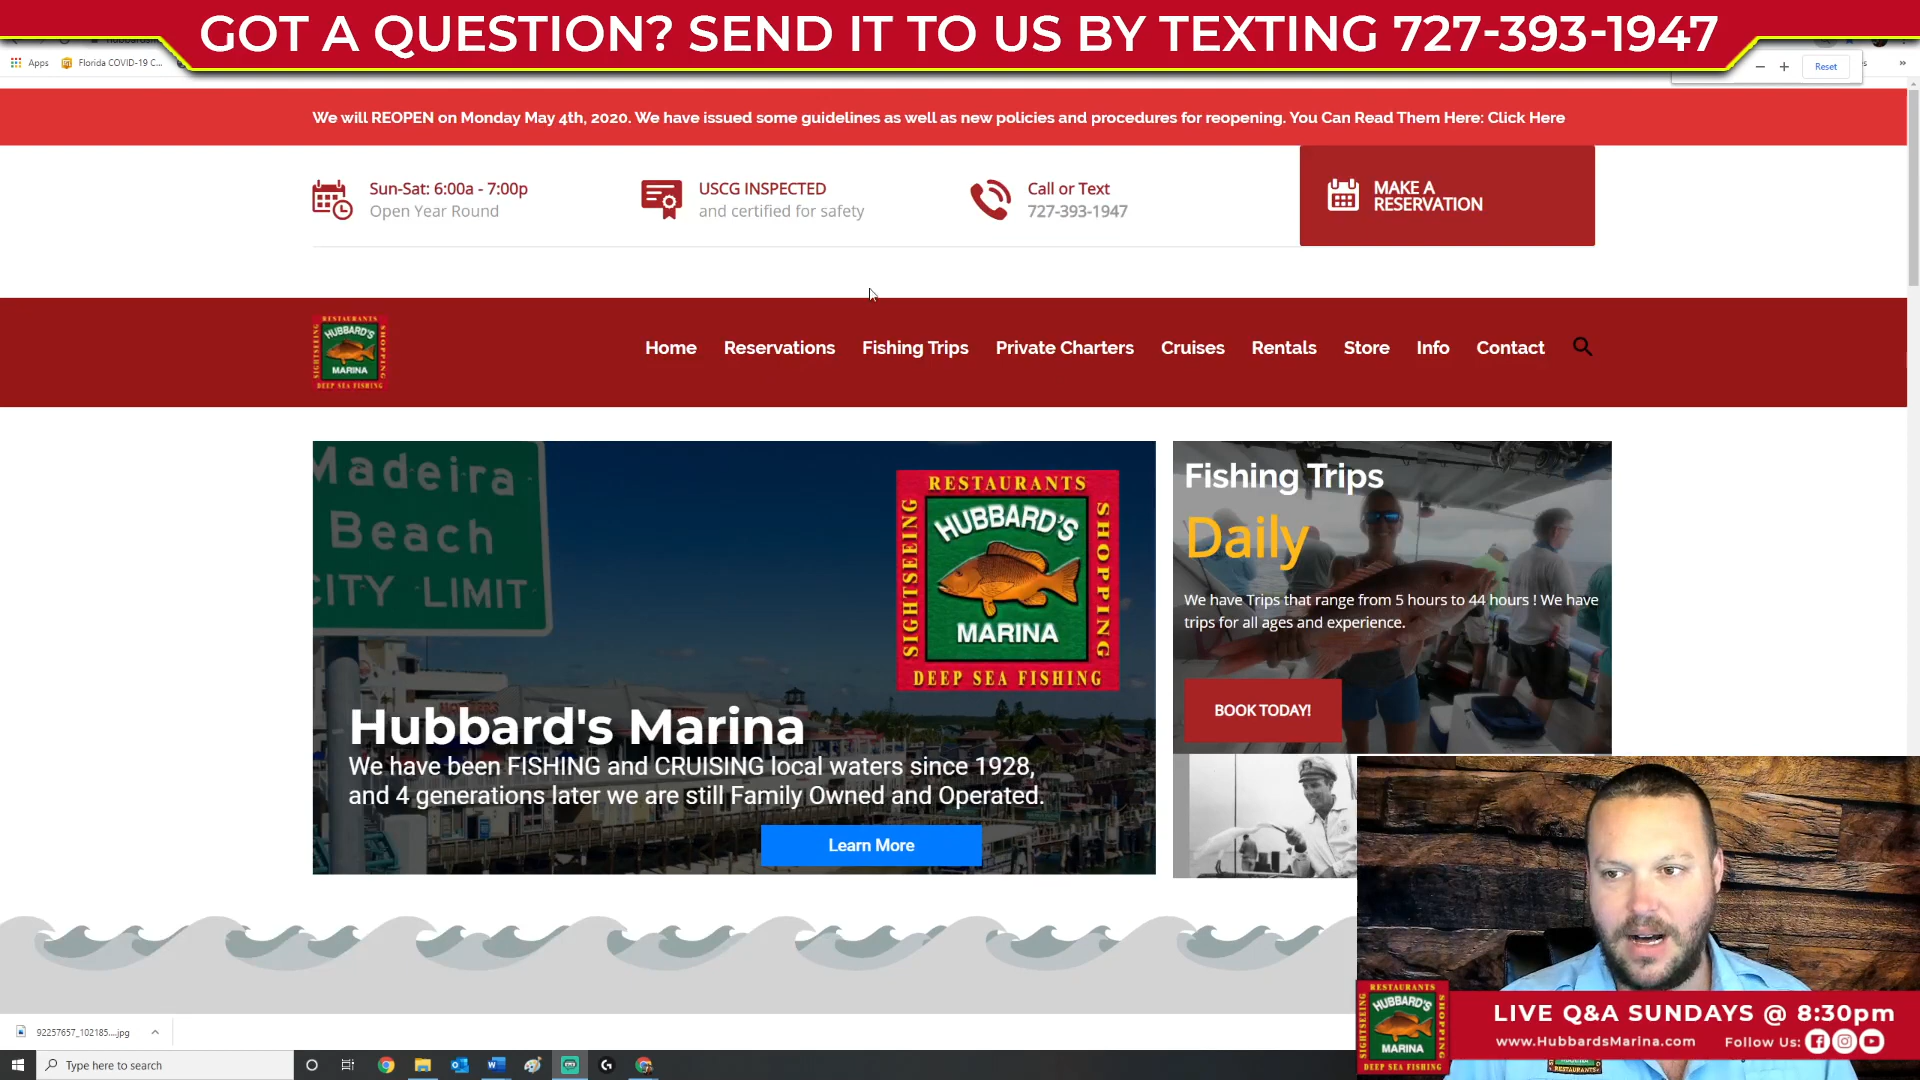 GOT A QUESTION? SEND IT TO US BY TEXTING 727-393-1947
Apps
Florida COVID-19 C...
Reset
We will REOPEN on Monday May 4th, 2020. We have issued some guidelines as well as new policies and procedures for reopening. You Can Read Them Here: Click Here
Sun-Sat: 6:00a - 7:00p
Open Year Round
USCG INSPECTED
and certified for safety
Call or Text
727-393-1947
MAKE A
RESERVATION
RESTAURANTS
SIGHTSEEING
HUBBARD'S
MARINA
SHOPPING
DEEP SEA FISHING
Home
Reservations
Fishing Trips
Private Charters
Cruises
Rentals
Store
Info
Contact
Madeira
Beach
CITY LIMIT
RESTAURANTS
SIGHTSEEING
HUBBARD'S
MARINA
SHOPPING
DEEP SEA FISHING
Hubbard's Marina
We have been FISHING and CRUISING local waters since 1928,
and 4 generations later we are still Family Owned and Operated.
Learn More
Fishing Trips
Daily
We have Trips that range from 5 hours to 44 hours ! We have
trips for all ages and experience.
BOOK TODAY!
92257657_102185....jpg
Type here to search
RESTAURANTS
SIGHTSEEING
HUBBARD'S
MARINA
SHOPPING
DEEP SEA FISHING
LIVE Q&A SUNDAYS @ 8:30pm
www.HubbardsMarina.com
Follow Us:
RESTAURANTS